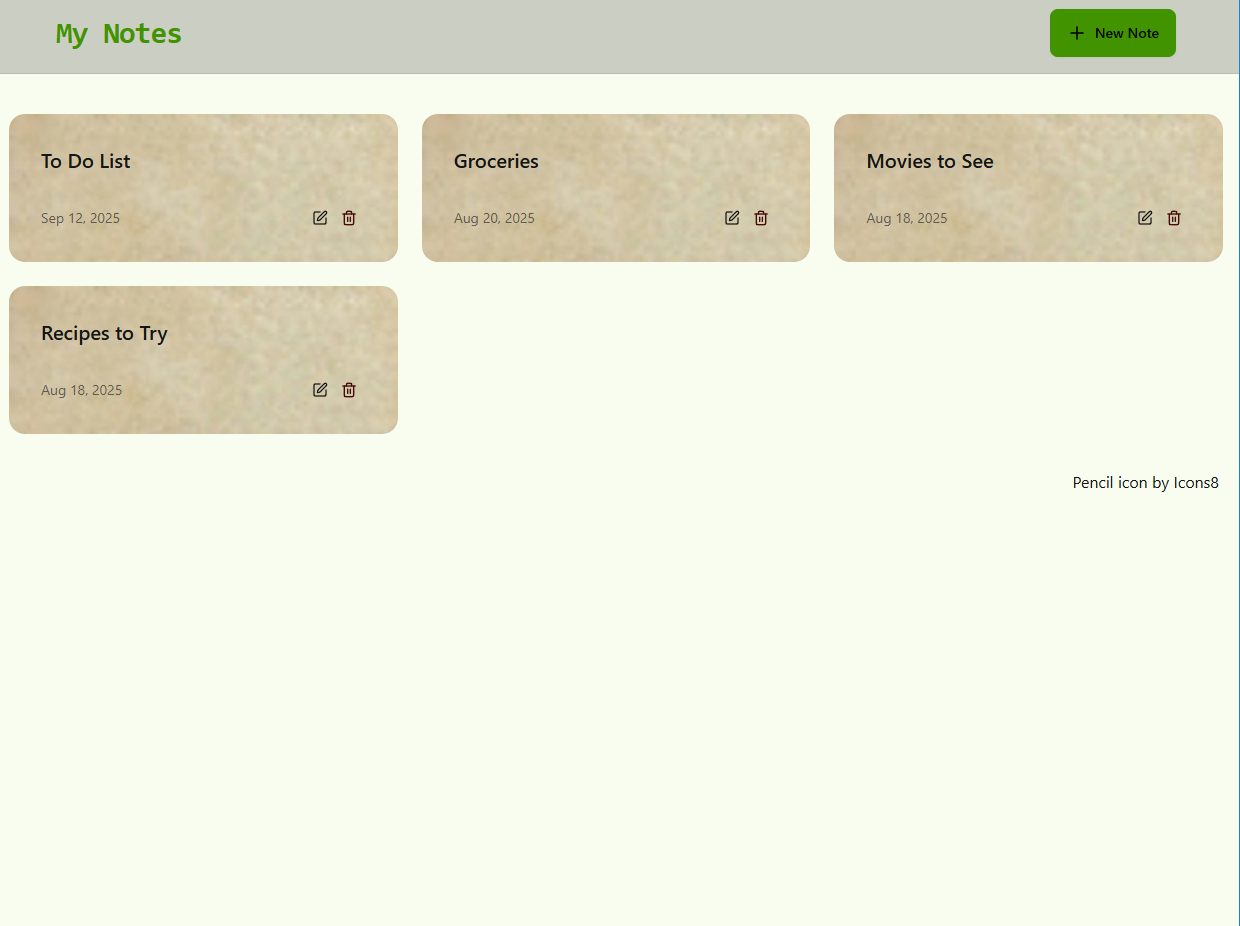 My Notes
New Note
To Do List
Sep 12, 2025
Groceries
Aug 20, 2025
Movies to See
Aug 18, 2025
Recipes to Try
Aug 18, 2025
Pencil icon by Icons8